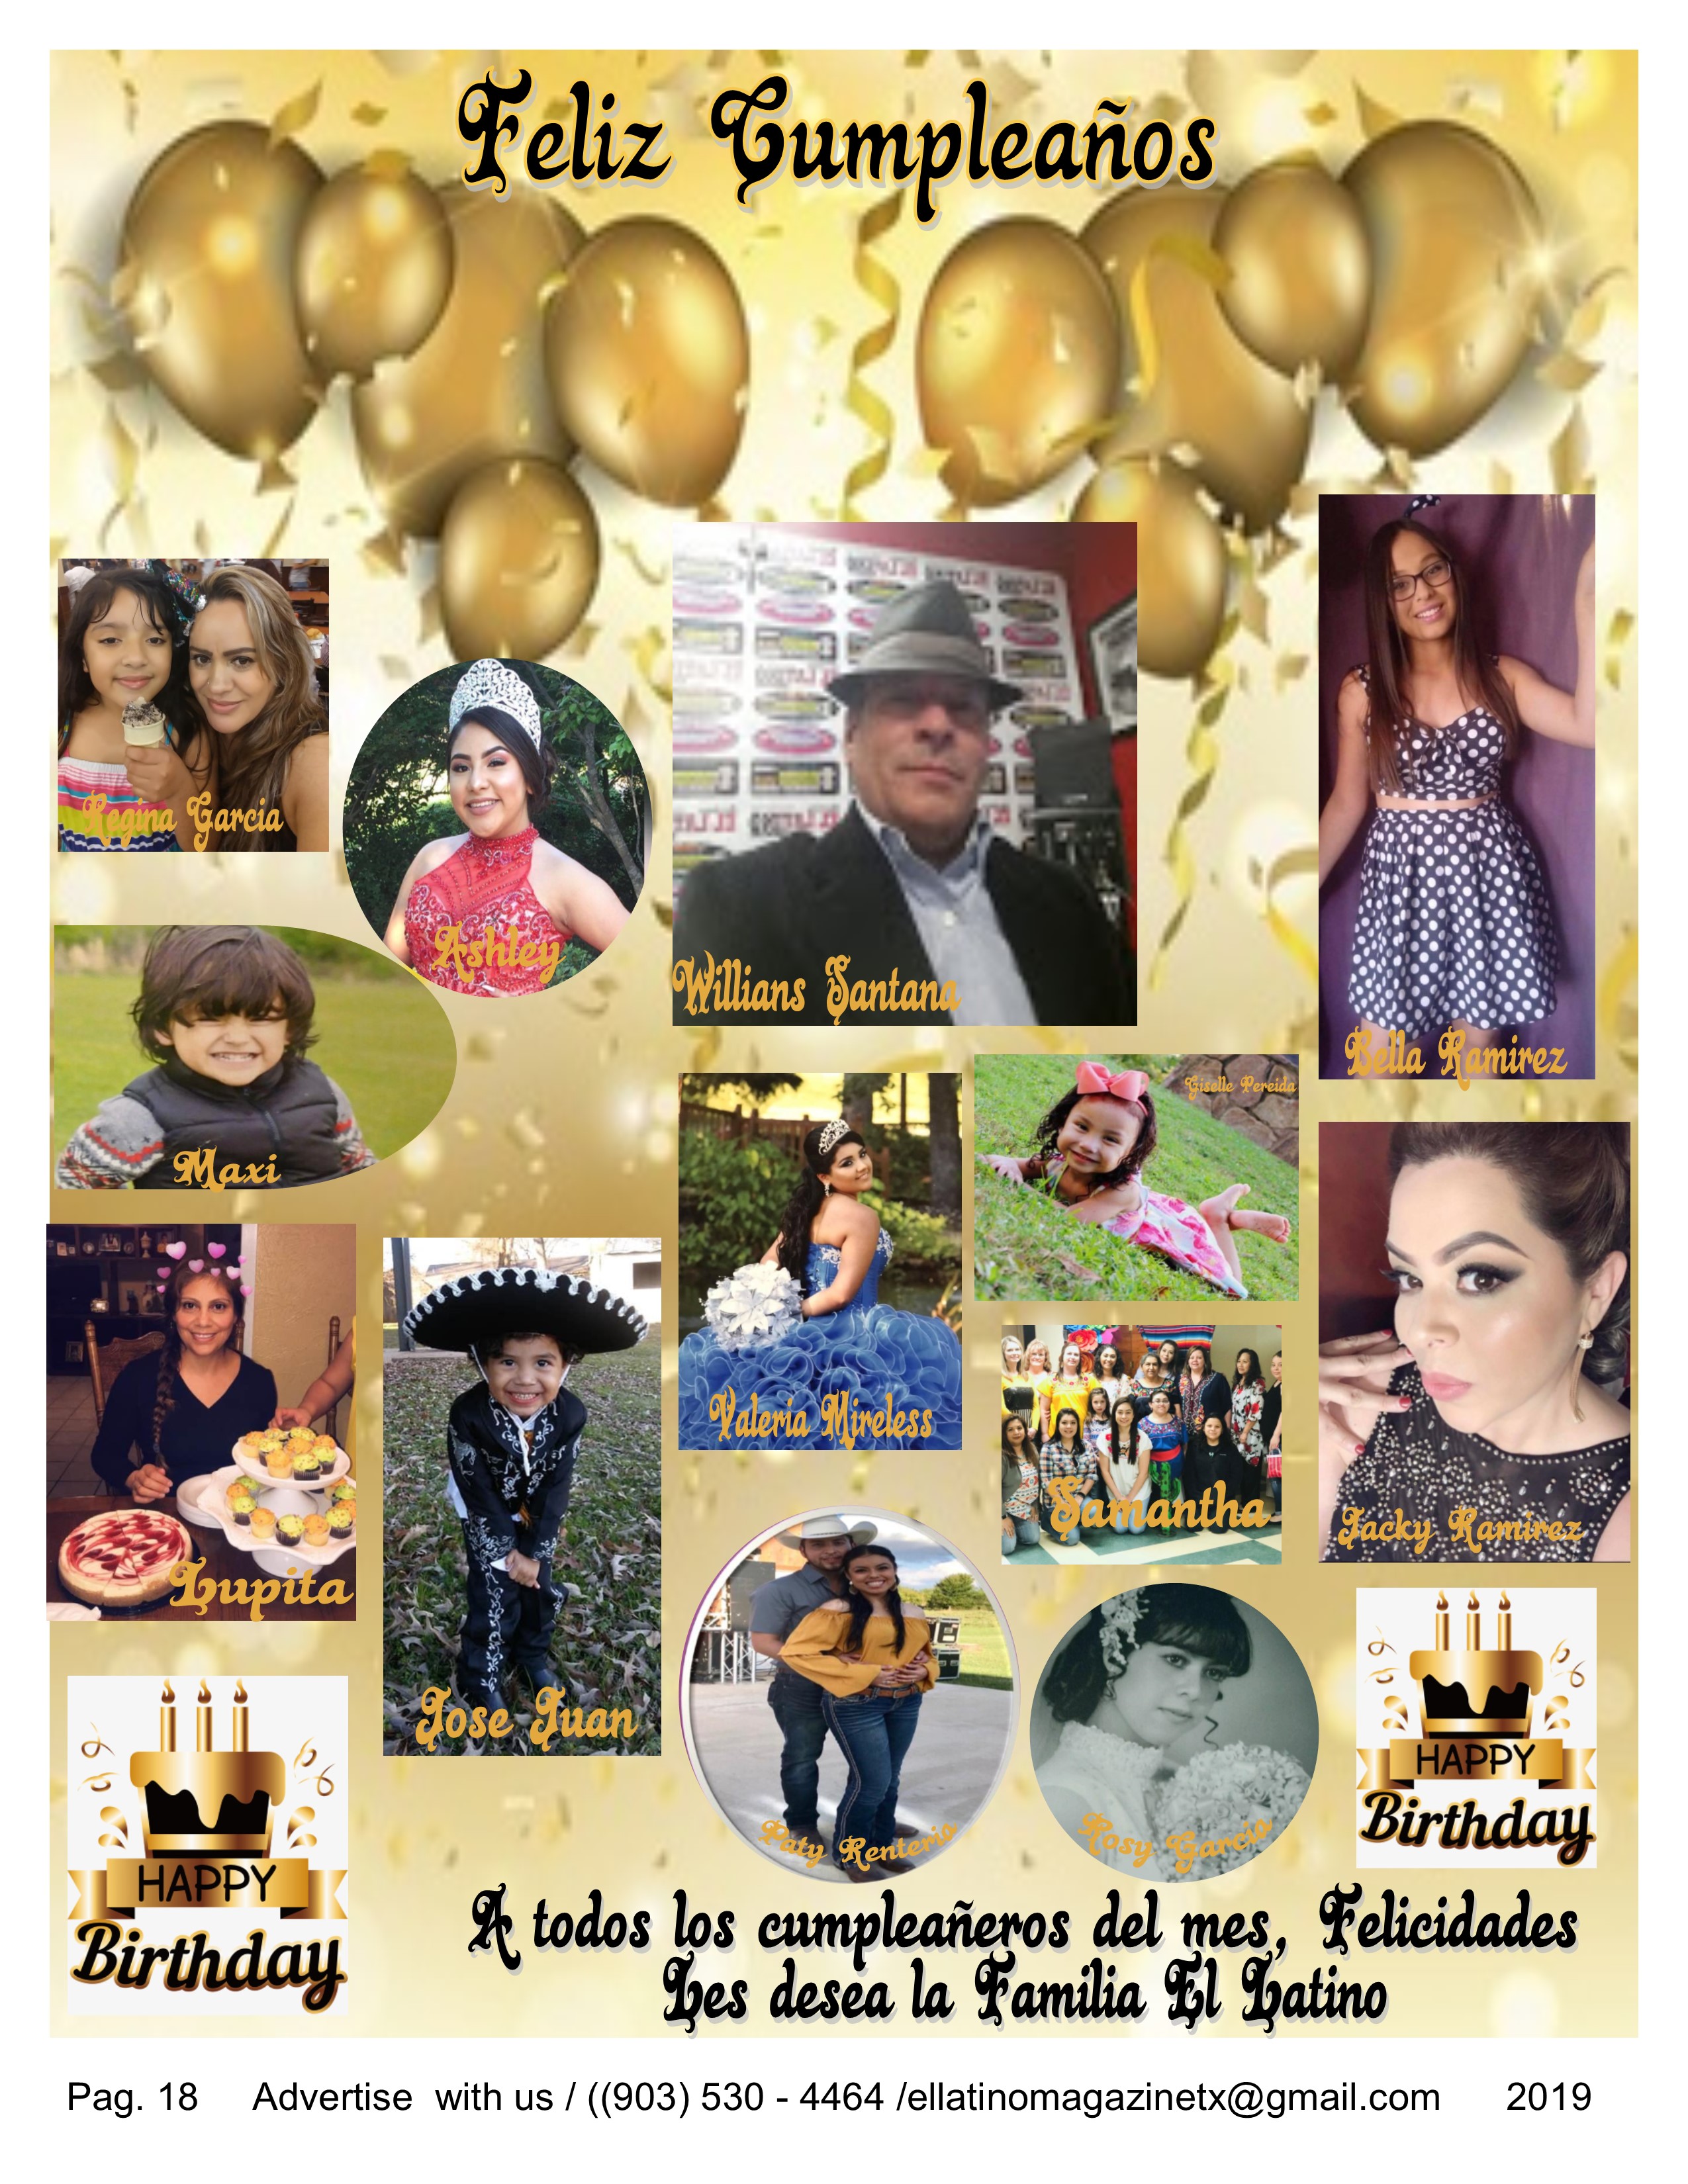 Feliz Cumpleaños
Regina Garcia
Ashley
Willians Santana
Bella Ramirez
Maxi
Giselle Pereida
Valeria Mireless
Lupita
Jose Juan
Samantha
Jacky Ramirez
Paty Renteria
Rosy Garcia
HAPPY
Birthday
HAPPY
Birthday
A todos los cumpleañeros del mes, Felicidades
Les desea la Familia El Latino
Pag. 18 Advertise with us / ((903) 530 - 4464 /ellatinomagazinetx@gmail.com 2019